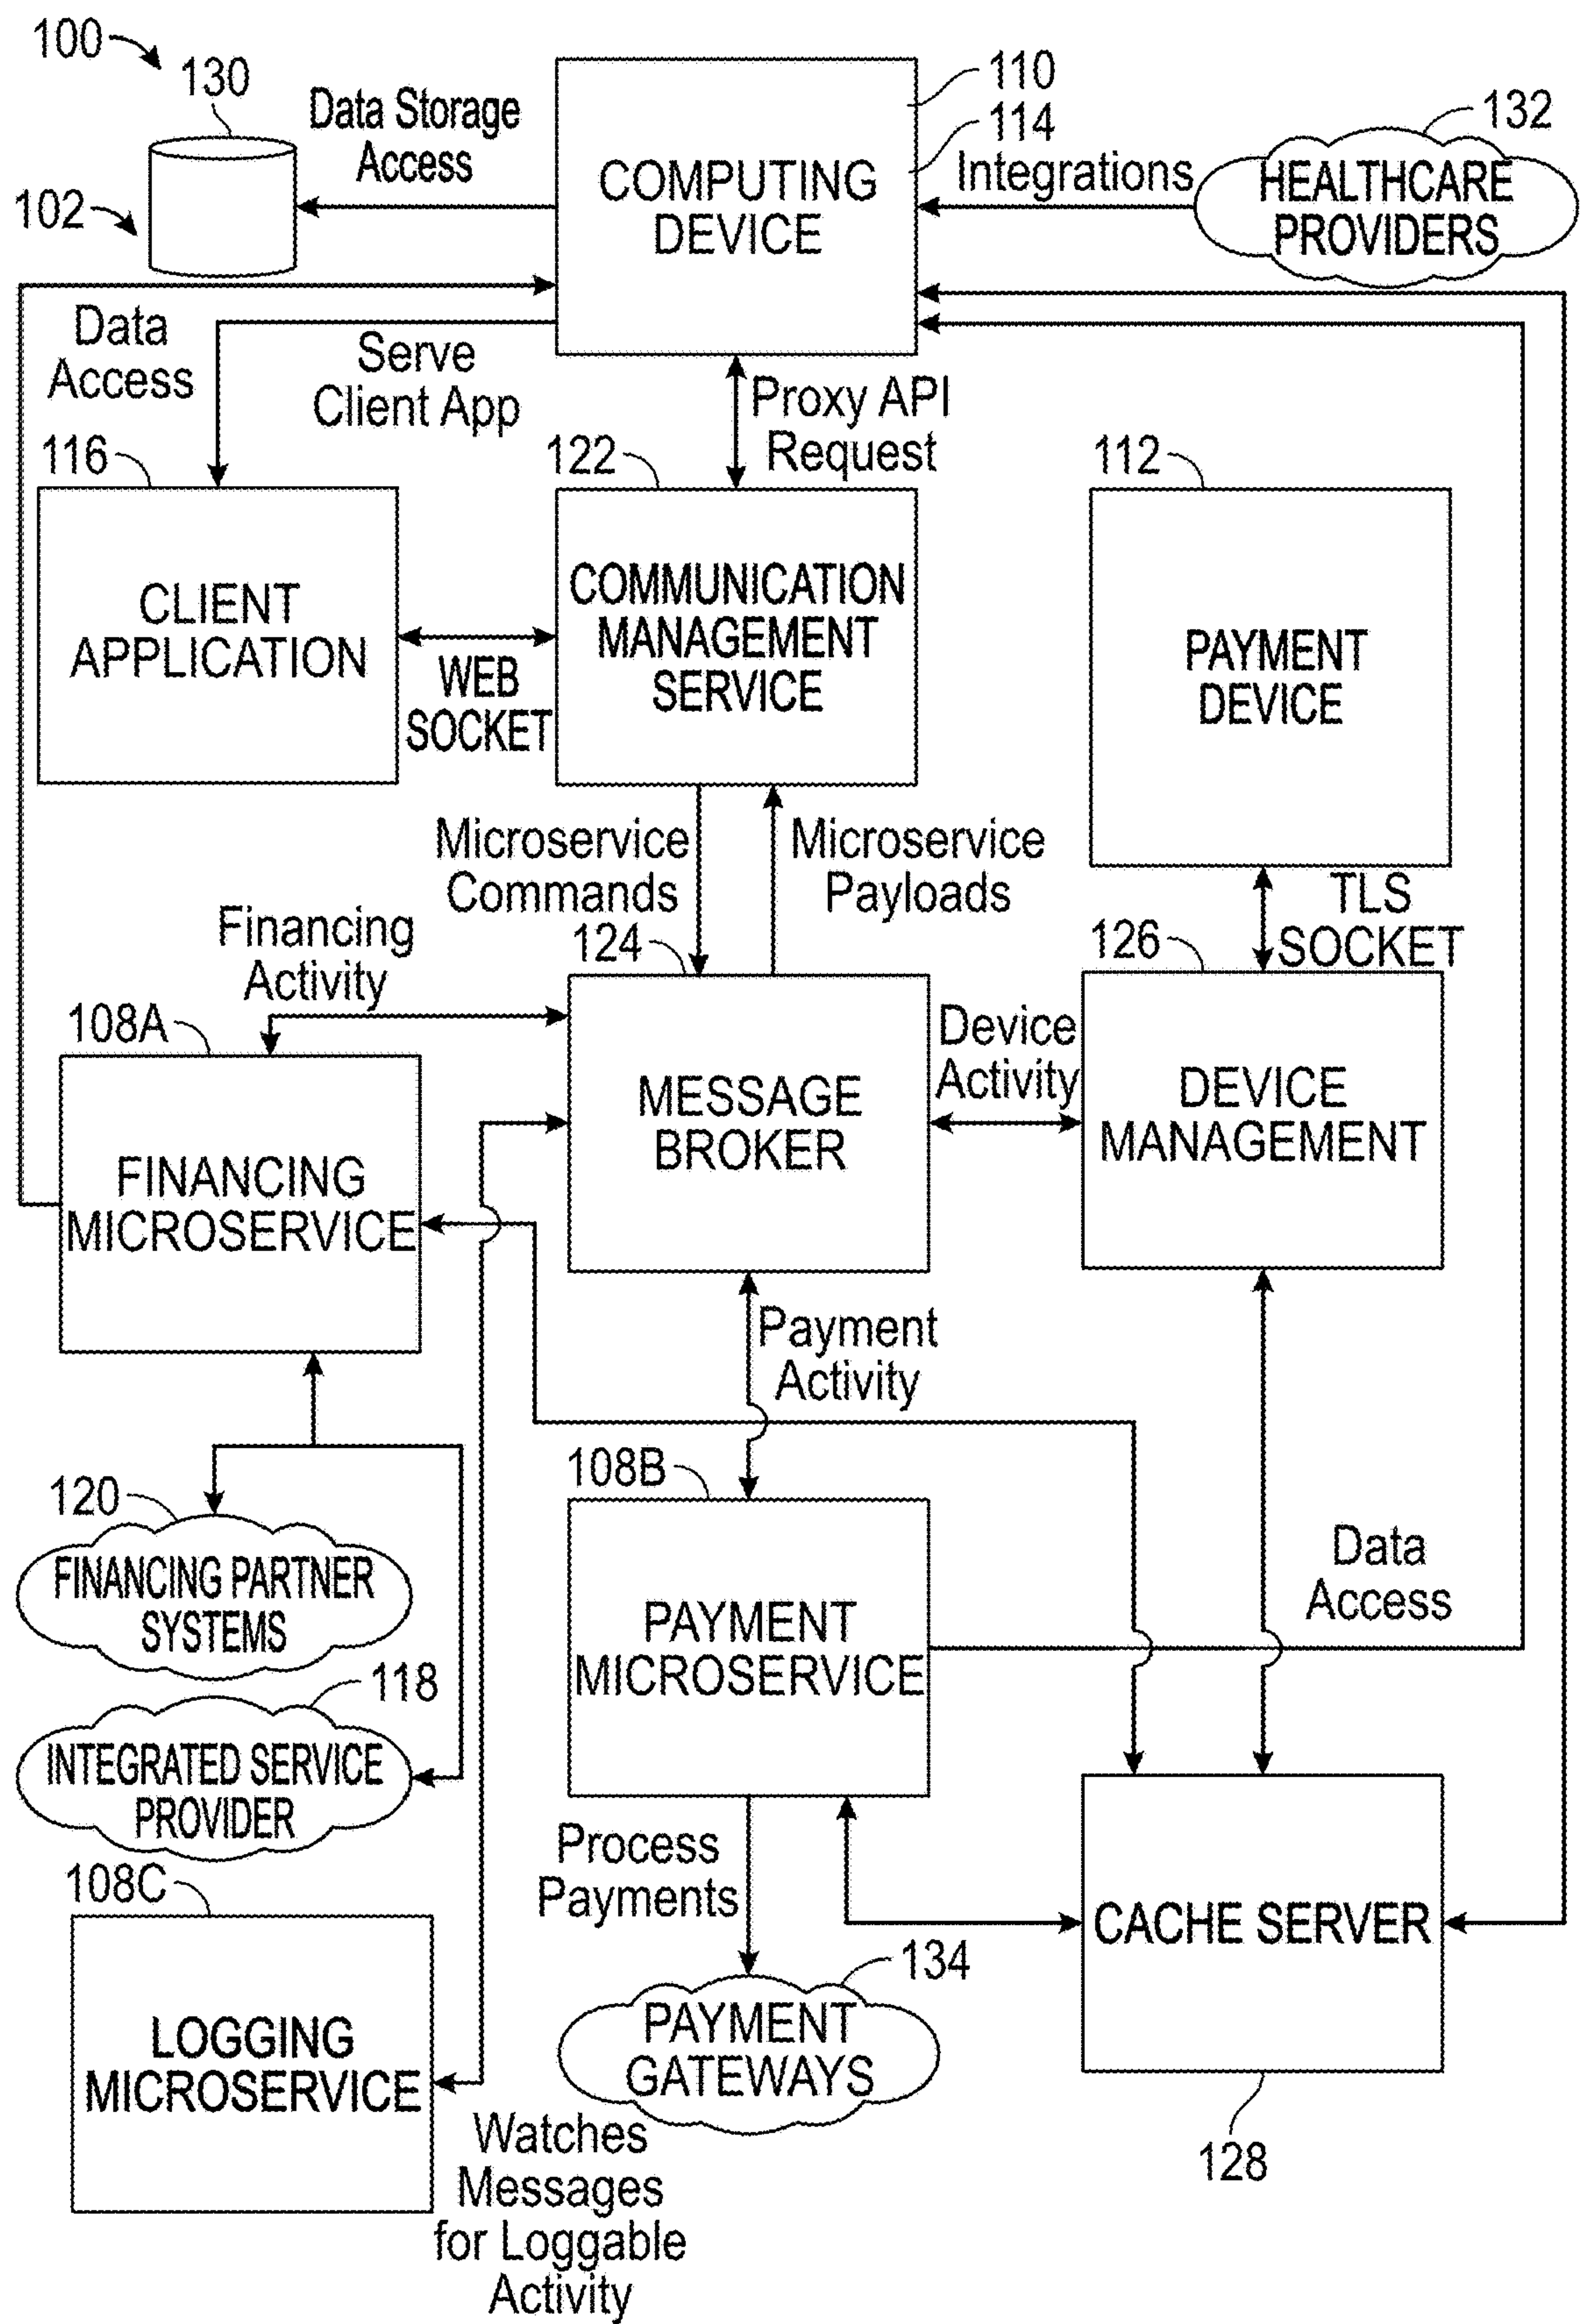 100
130
Data Storage
Access
110
114
132
102
COMPUTING
DEVICE
Integrations
HEALTHCARE
PROVIDERS
Data
Access
Serve
Client App
Proxy API
Request
116
122
112
CLIENT
APPLICATION
WEB
SOCKET
COMMUNICATION
MANAGEMENT
SERVICE
PAYMENT
DEVICE
Microservice
Commands
Microservice
Payloads
TLS
SOCKET
Financing
Activity
124
126
108A
MESSAGE
BROKER
Device
Activity
DEVICE
MANAGEMENT
FINANCING
MICROSERVICE
Payment
Activity
120
108B
FINANCING PARTNER
SYSTEMS
Data
Access
PAYMENT
MICROSERVICE
118
INTEGRATED SERVICE
PROVIDER
Process
Payments
108C
CACHE SERVER
134
LOGGING
MICROSERVICE
PAYMENT
GATEWAYS
Watches
Messages
for Loggable
Activity
128